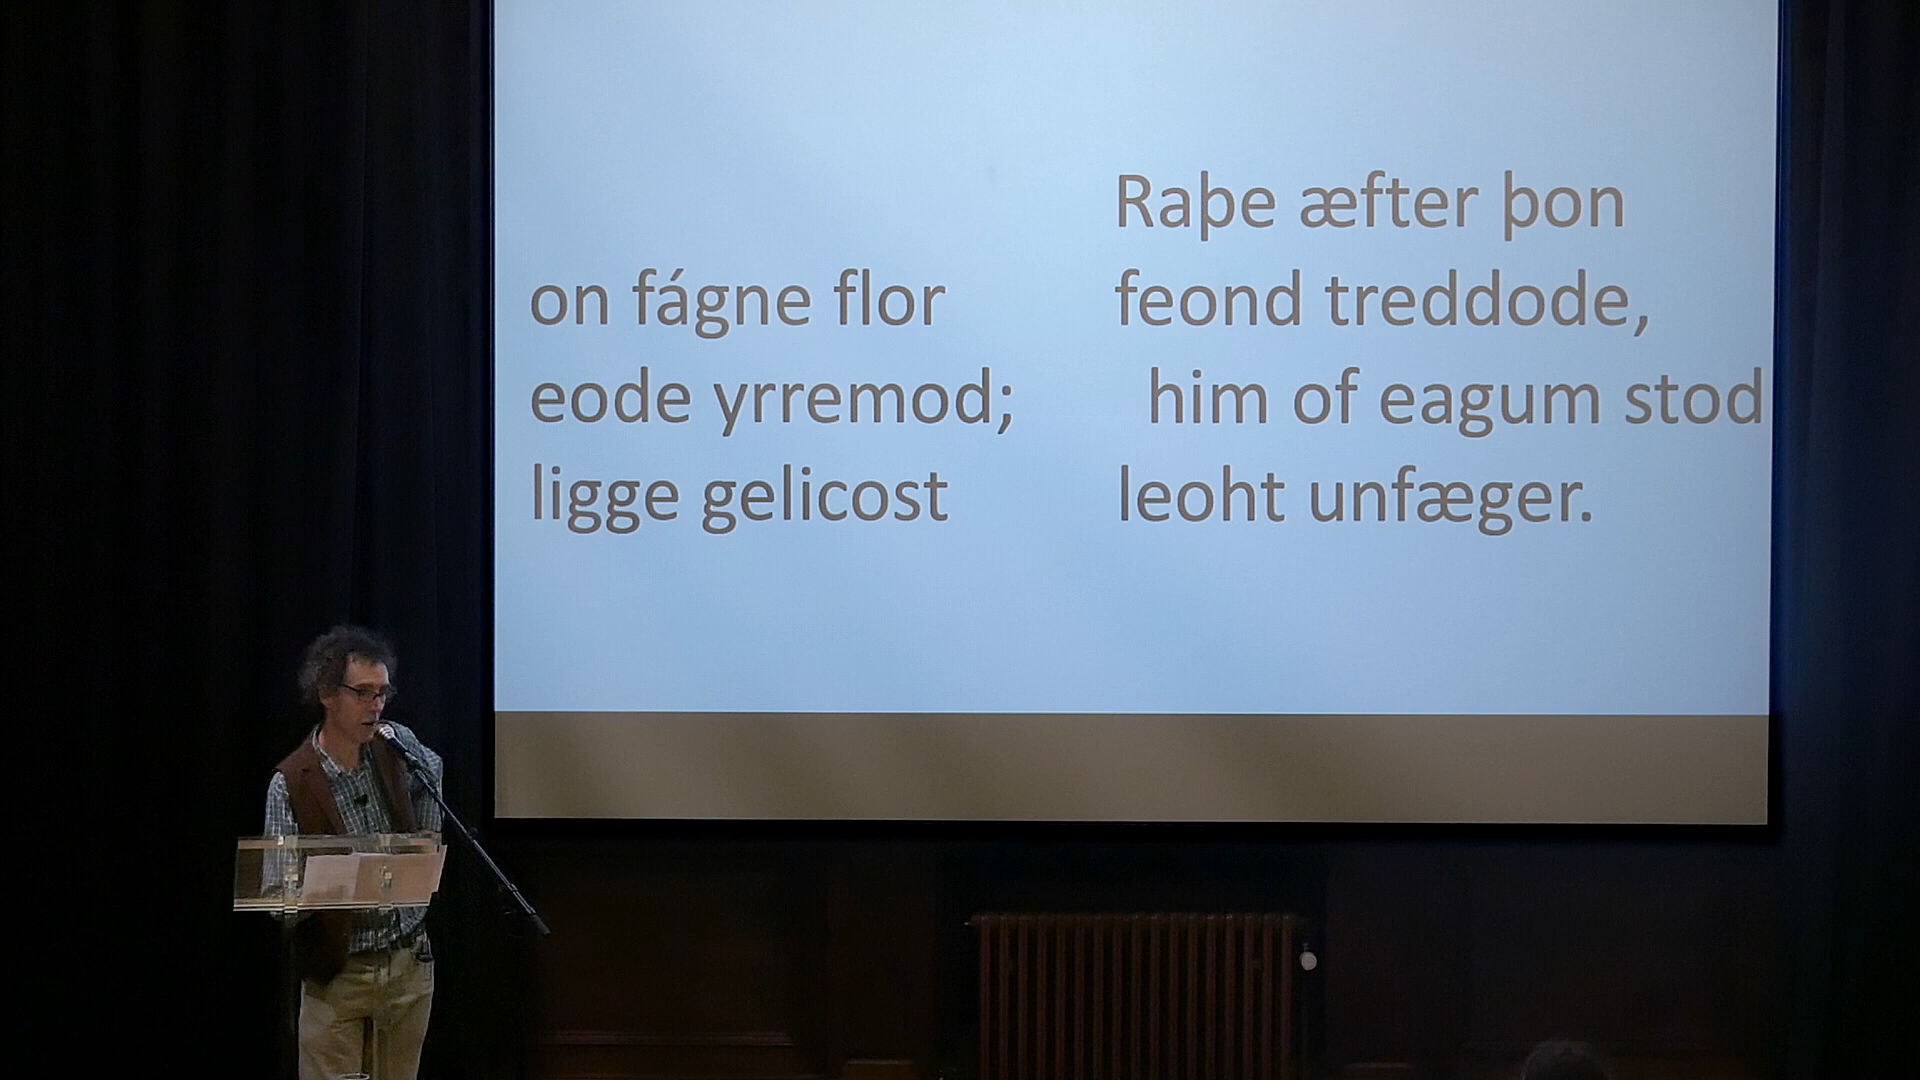 Raþe æfter þon
on fágne flor feond treddode,
eode yrremod; him of eagum stod
ligge gelicost leoht unfæger.